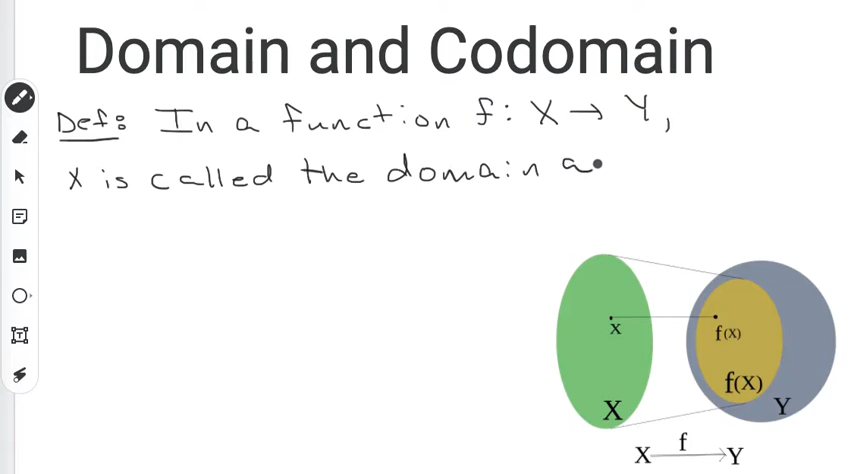 Domain and Codomain
Def: In a function f: X → Y,
X is called the domain a
x
f(x)
f(X)
X
Y
f
X → Y